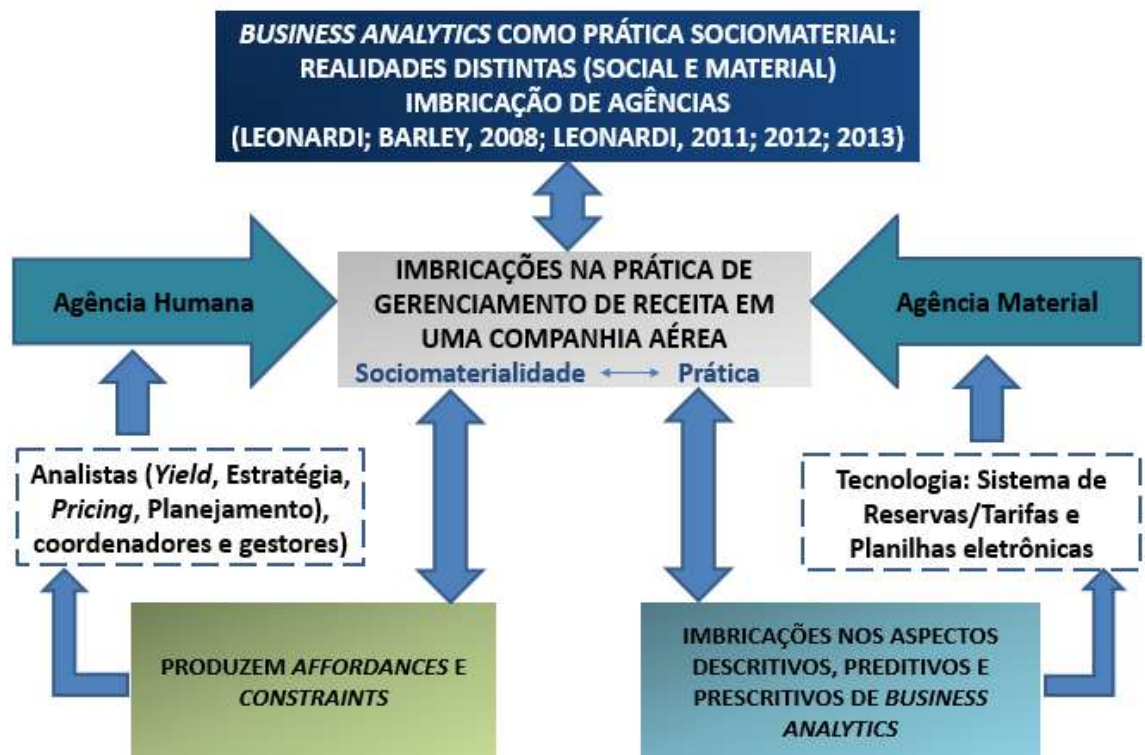 BUSINESS ANALYTICS COMO PRÁTICA SOCIOMATERIAL:
REALIDADES DISTINTAS (SOCIAL E MATERIAL)
IMBRICAÇÃO DE AGÊNCIAS
(LEONARDI; BARLEY, 2008; LEONARDI, 2011; 2012; 2013)
Agência Humana
IMBRICAÇÕES NA PRÁTICA DE
GERENCIAMENTO DE RECEITA EM
UMA COMPANHIA AÉREA
Sociomaterialidade Prática
Agência Material
Analistas (Yield, Estratégia,
Pricing, Planejamento),
coordenadores e gestores)
Tecnologia: Sistema de
Reservas/Tarifas e
Planilhas eletrônicas
PRODUZEM AFFORDANCES E
CONSTRAINTS
IMBRICAÇÕES NOS ASPECTOS
DESCRITIVOS, PREDITIVOS E
PRESCRITIVOS DE BUSINESS
ANALYTICS